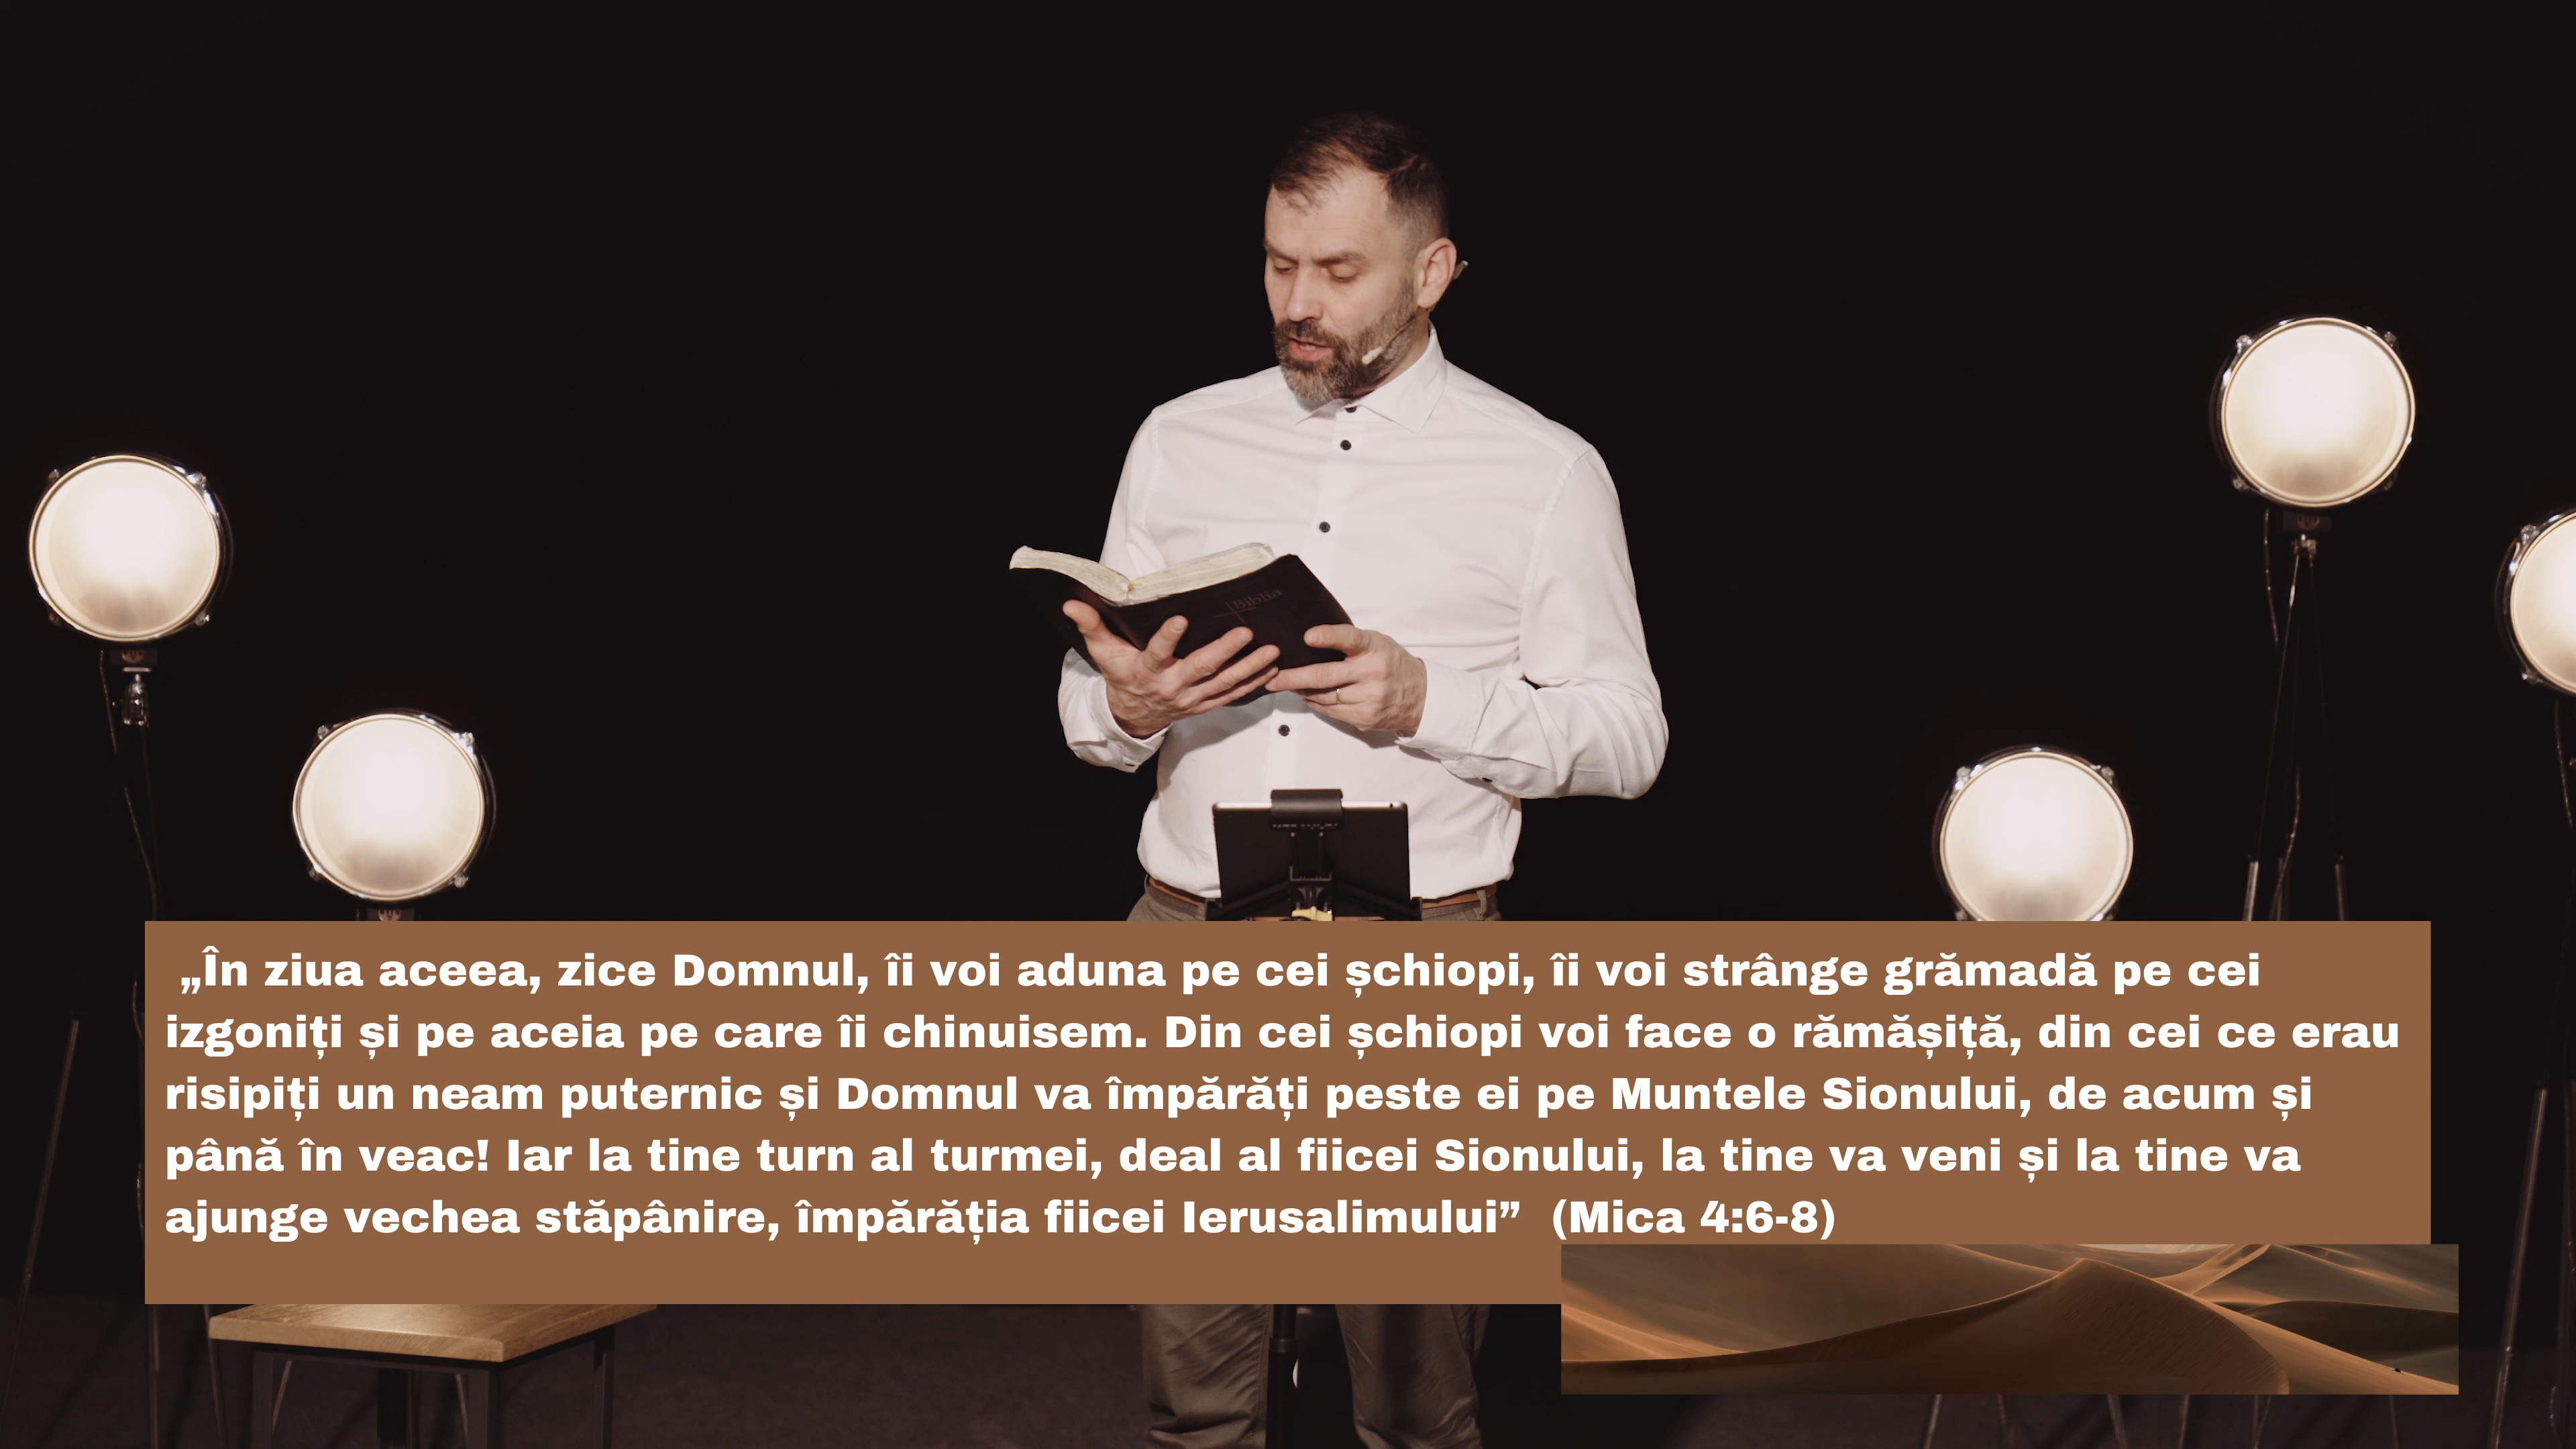 Biblia
„În ziua aceea, zice Domnul, îi voi aduna pe cei șchiopi, îi voi strânge grămadă pe cei
izgoniți și pe aceia pe care îi chinuisem. Din cei șchiopi voi face o rămășiță, din cei ce erau
risipiți un neam puternic și Domnul va împărăți peste ei pe Muntele Sionului, de acum și
până în veac! Iar la tine turn al turmei, deal al fiicei Sionului, la tine va veni și la tine va
ajunge vechea stăpânire, împărăția fiicei Ierusalimului” (Mica 4:6-8)